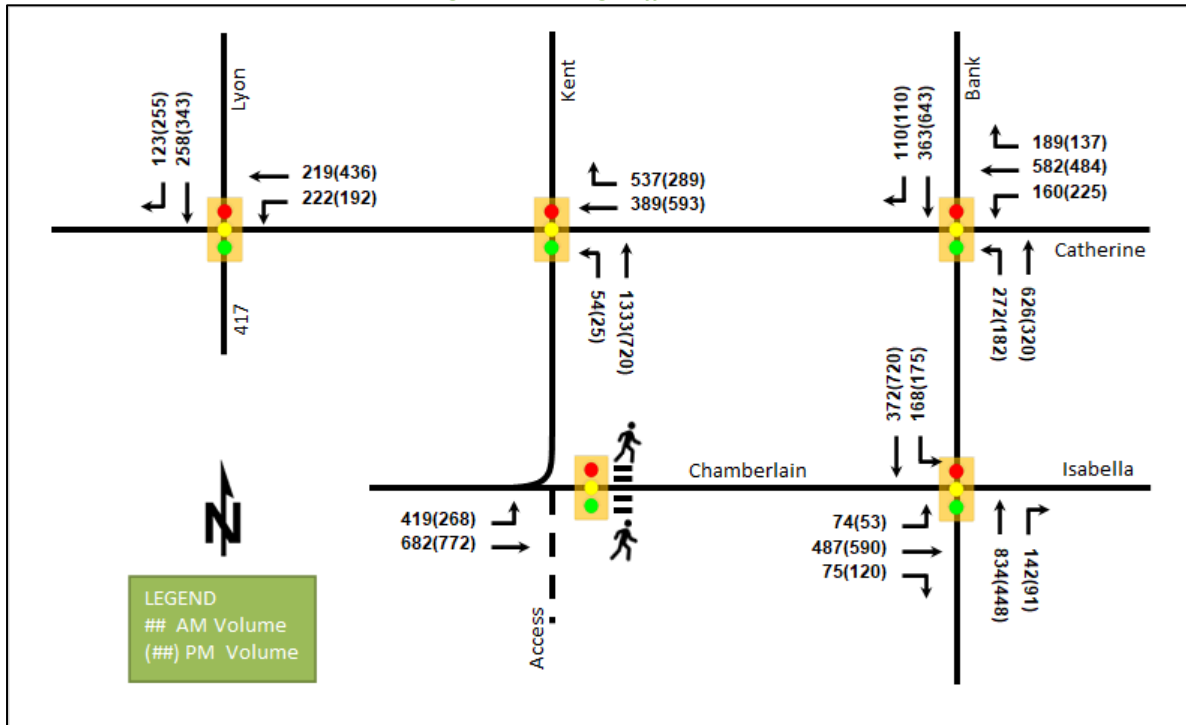 Lyon
Kent
Bank
123(255)
258(343)
219(436)
222(192)
537(289)
389(593)
110(110)
363(643)
189(137)
582(484)
160(225)
Catherine
417
54(25)
1333(720)
272(182)
626(320)
372(720)
168(175)
Chamberlain
Isabella
N
419(268)
682(772)
74(53)
487(590)
75(120)
834(448)
142(91)
Access
LEGEND
## AM Volume
(##) PM Volume